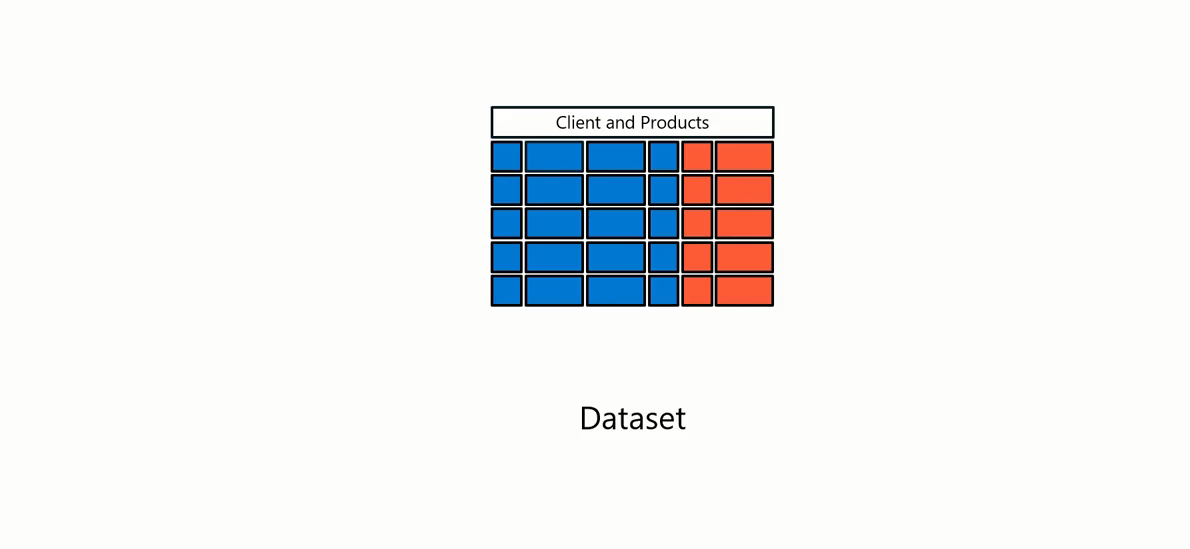 Client and Products
Dataset